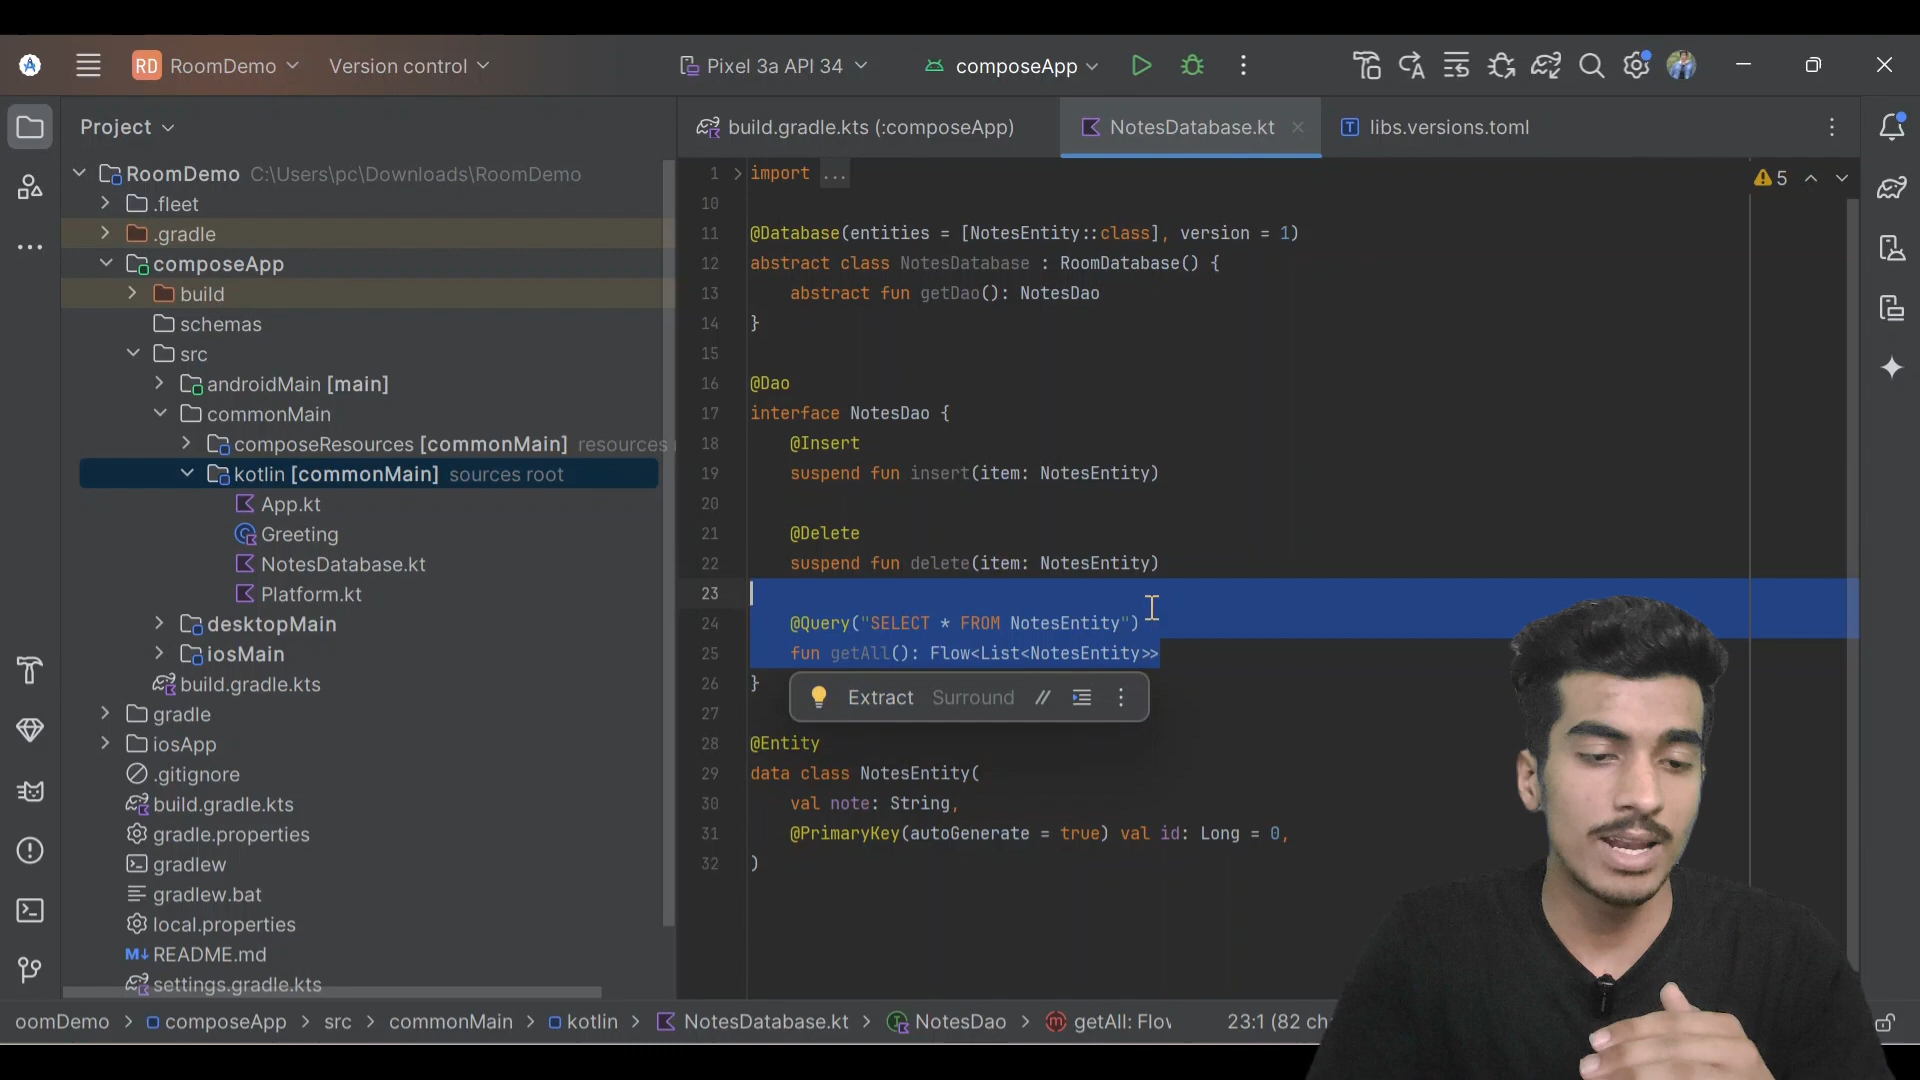 RD RoomDemo Version control Pixel 3a API 34 composeApp
Project
RoomDemo C:\Users\pc\Downloads\RoomDemo
.fleet
.gradle
composeApp
build
schemas
src
androidMain [main]
commonMain
composeResources [commonMain] resources
kotlin [commonMain] sources root
App.kt
Greeting
NotesDatabase.kt
Platform.kt
desktopMain
iosMain
build.gradle.kts
gradle
iosApp
.gitignore
build.gradle.kts
gradle.properties
gradlew
gradlew.bat
local.properties
README.md
settings.gradle.kts
build.gradle.kts (:composeApp) NotesDatabase.kt libs.versions.toml
5
1 import ...
10
11 @Database(entities = [NotesEntity::class], version = 1)
12 abstract class NotesDatabase : RoomDatabase() {
13 abstract fun getDao(): NotesDao
14 }
15
16 @Dao
17 interface NotesDao {
18 @Insert
19 suspend fun insert(item: NotesEntity)
20
21 @Delete
22 suspend fun delete(item: NotesEntity)
23
24 @Query("SELECT * FROM NotesEntity")
25 fun getAll(): Flow<List<NotesEntity>>
26 }
Extract Surround //
27
28 @Entity
29 data class NotesEntity(
30 val note: String,
31 @PrimaryKey(autoGenerate = true) val id: Long = 0,
32 )
oomDemo > composeApp > src > commonMain > kotlin > NotesDatabase.kt > NotesDao > getAll: Flov 23:1 (82 ch